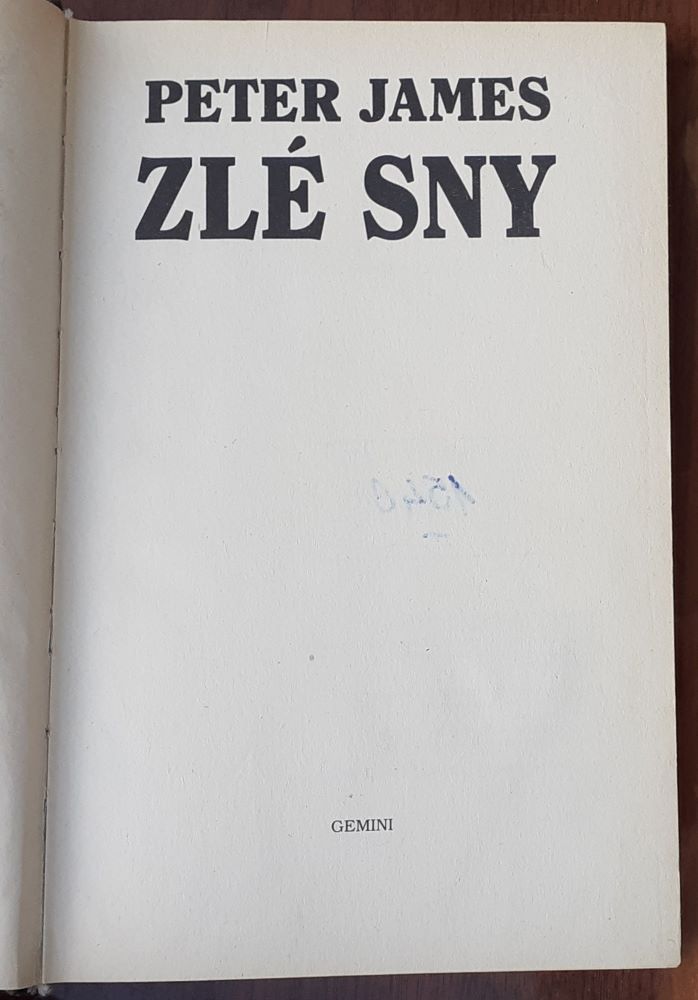 PETER JAMES
ZLÉ SNY
GEMINI